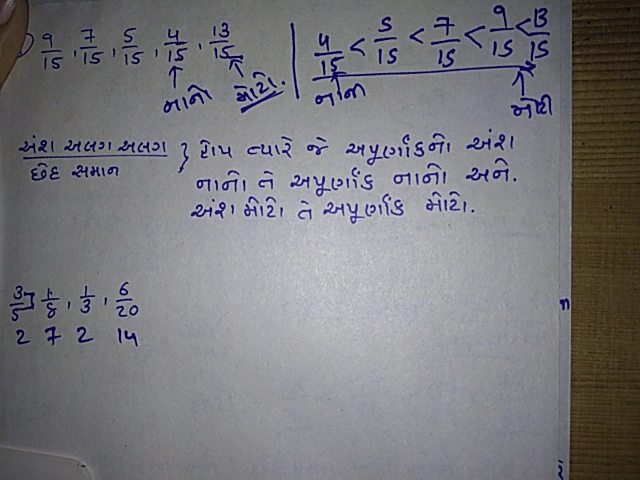 9/15, 7/15, 5/15, 4/15, 13/15
નાનો મોટો.
4/15 < 5/15 < 7/15 < 9/15 < 13/15
નાની મોટી
અંશ અલગ અલગ
છેદ સમાન
} હોય ત્યારે જે અપૂર્ણાંકનો અંશ
નાનો તે અપૂર્ણાંક નાનો અને.
અંશ મોટો તે અપૂર્ણાંક મોટો.
3/5, 1/8, 1/3, 6/20
2 7 2 14